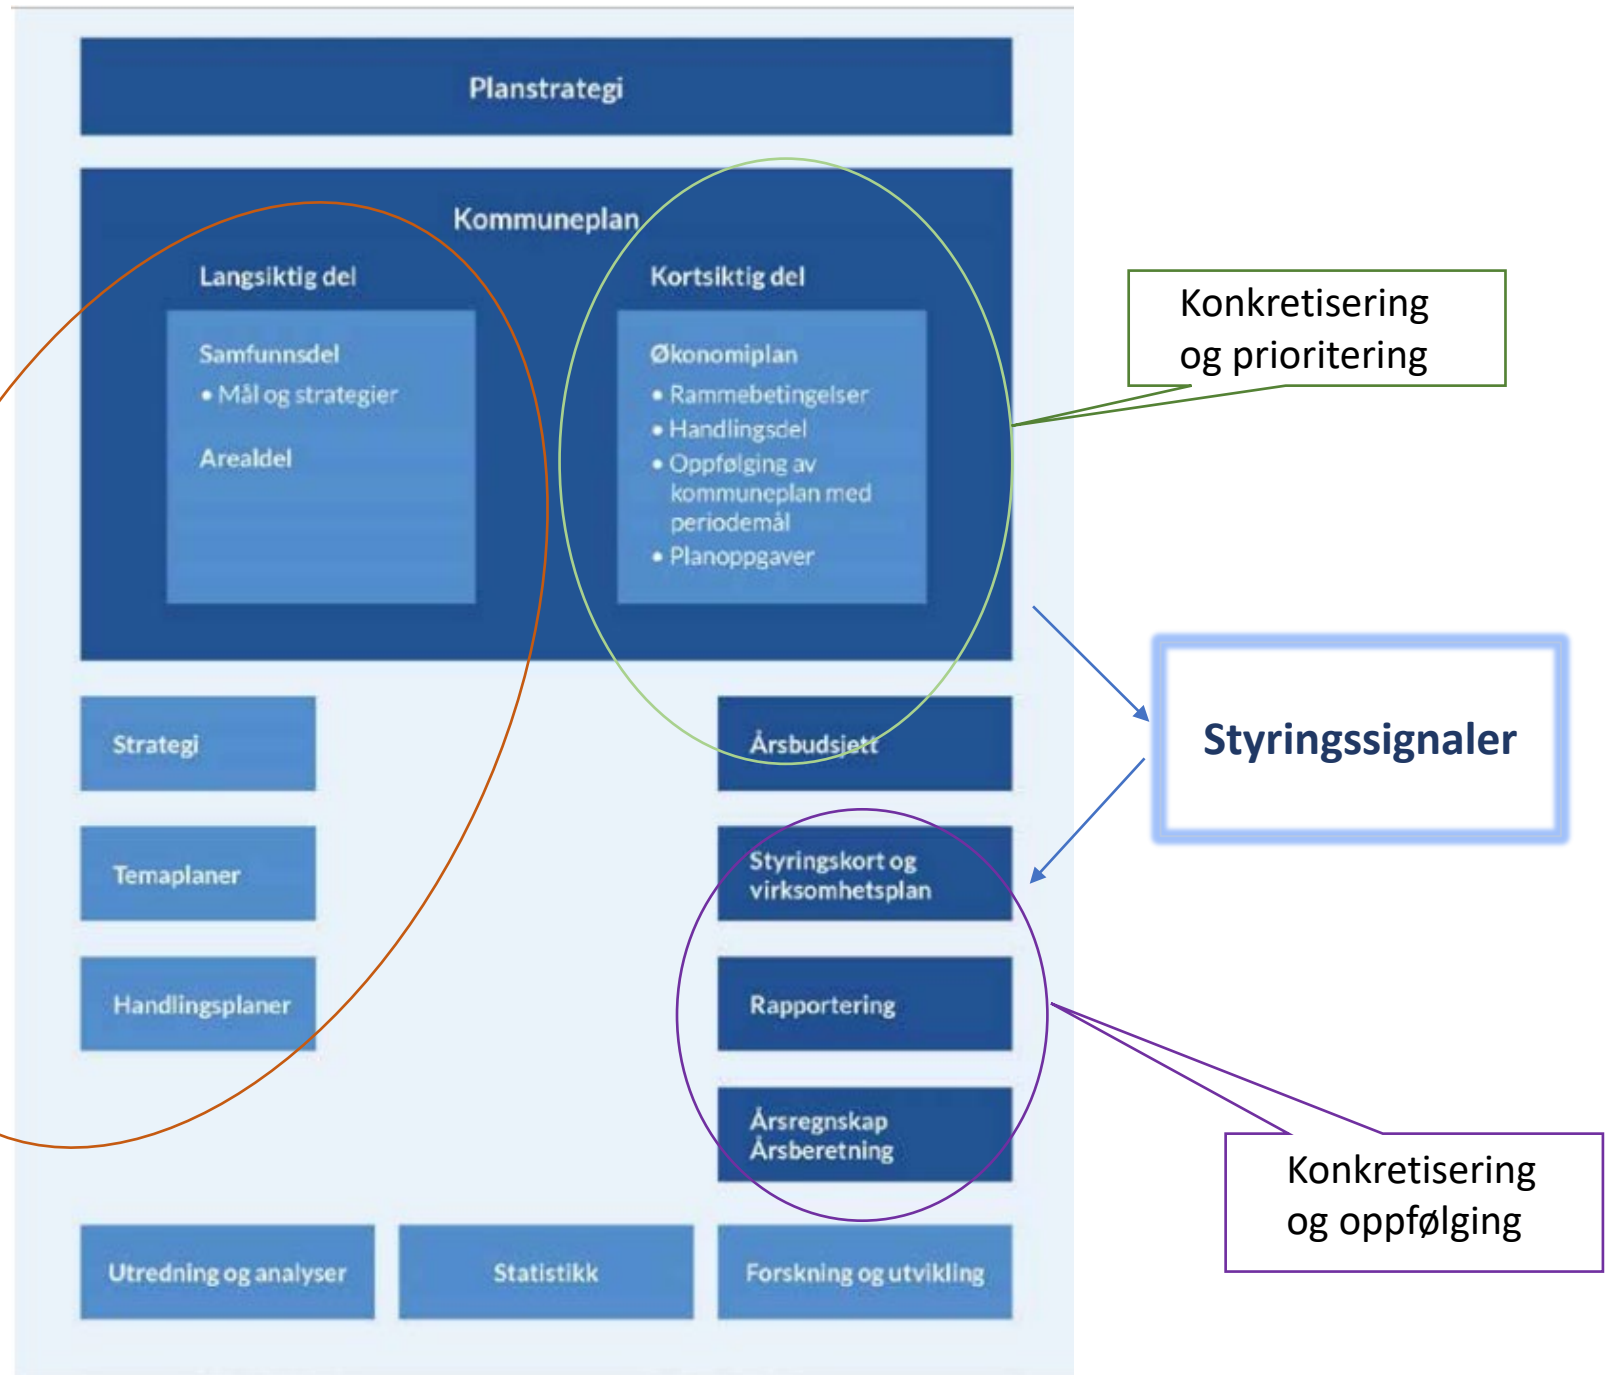 Planstrategi
Kommuneplan
Langsiktig del
Samfunnsdel
• Mål og strategier
Arealdel
Kortsiktig del
Økonomiplan
• Rammebetingelser
• Handlingsdel
• Oppfølging av
kommuneplan med
periodemål
• Planoppgaver
Konkretisering
og prioritering
Styringssignaler
Strategi
Temaplaner
Handlingsplaner
Årsbudsjett
Styringskort og
virksomhetsplan
Rapportering
Årsregnskap
Årsberetning
Konkretisering
og oppfølging
Utredning og analyser
Statistikk
Forskning og utvikling